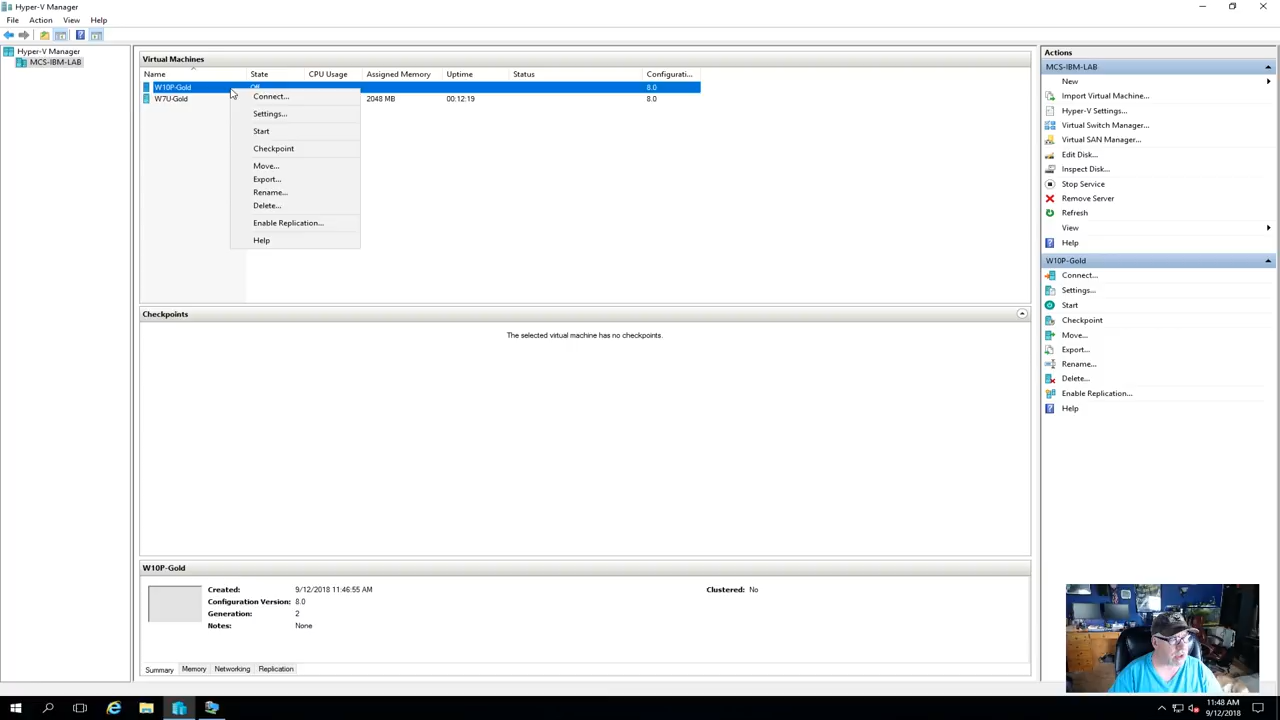 Hyper-V Manager
File Action View Help
Hyper-V Manager
MCS-IBM-LAB
Virtual Machines
Name State CPU Usage Assigned Memory Uptime Status Configurati...
W10P-Gold Off 8.0
W7U-Gold 2048 MB 00:12:19 8.0
Connect...
Settings...
Start
Checkpoint
Move...
Export...
Rename...
Delete...
Enable Replication...
Help
Checkpoints
The selected virtual machine has no checkpoints.
W10P-Gold
Created: 9/12/2018 11:46:55 AM Clustered: No
Configuration Version: 8.0
Generation: 2
Notes: None
Summary Memory Networking Replication
Actions
MCS-IBM-LAB
New
Import Virtual Machine...
Hyper-V Settings...
Virtual Switch Manager...
Virtual SAN Manager...
Edit Disk...
Inspect Disk...
Stop Service
Remove Server
Refresh
View
Help
W10P-Gold
Connect...
Settings...
Start
Checkpoint
Move...
Export...
Rename...
Delete...
Enable Replication...
Help
11:48 AM
9/12/2018